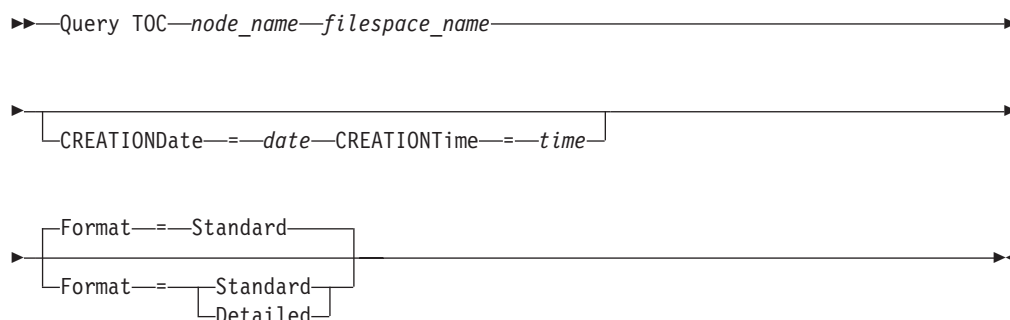 Query TOC node_name filespace_name
CREATIONDate = date CREATIONTime = time
Format = Standard
Format = Standard
Detailed